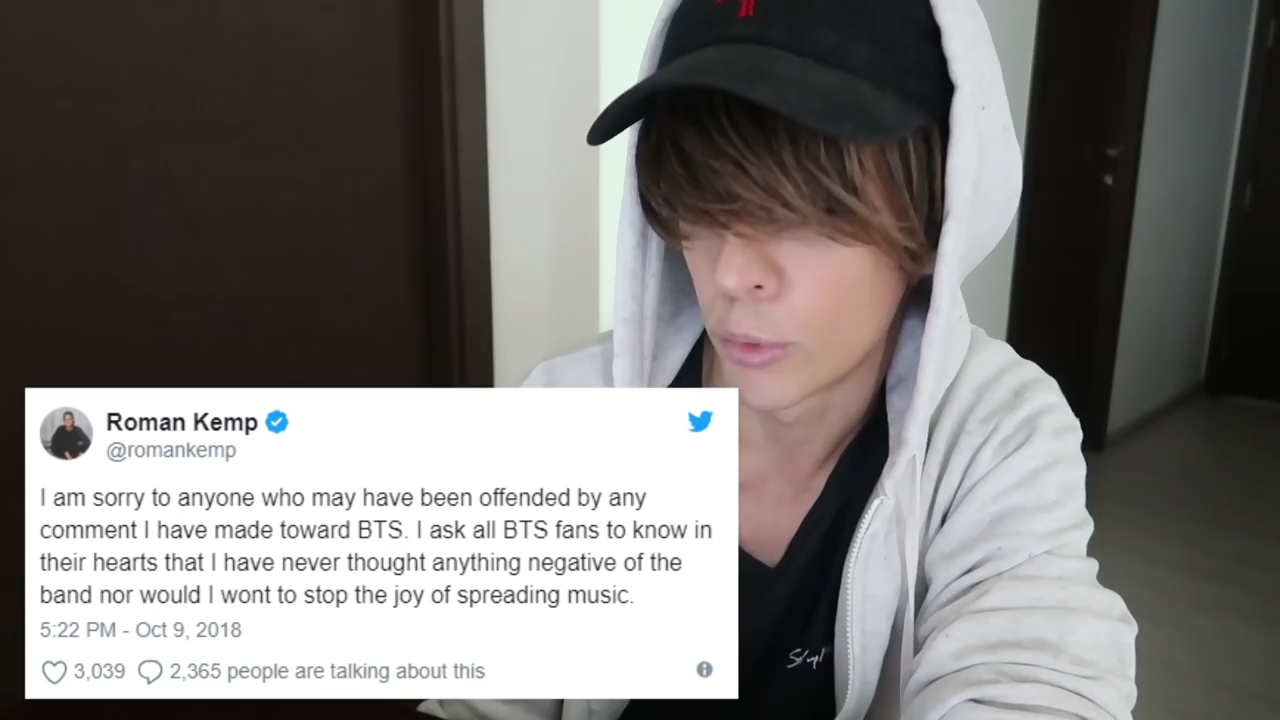 R
Roman Kemp
@romankemp
I am sorry to anyone who may have been offended by any
comment I have made toward BTS. I ask all BTS fans to know in
their hearts that I have never thought anything negative of the
band nor would I wont to stop the joy of spreading music.
5:22 PM - Oct 9, 2018
3,039 2,365 people are talking about this